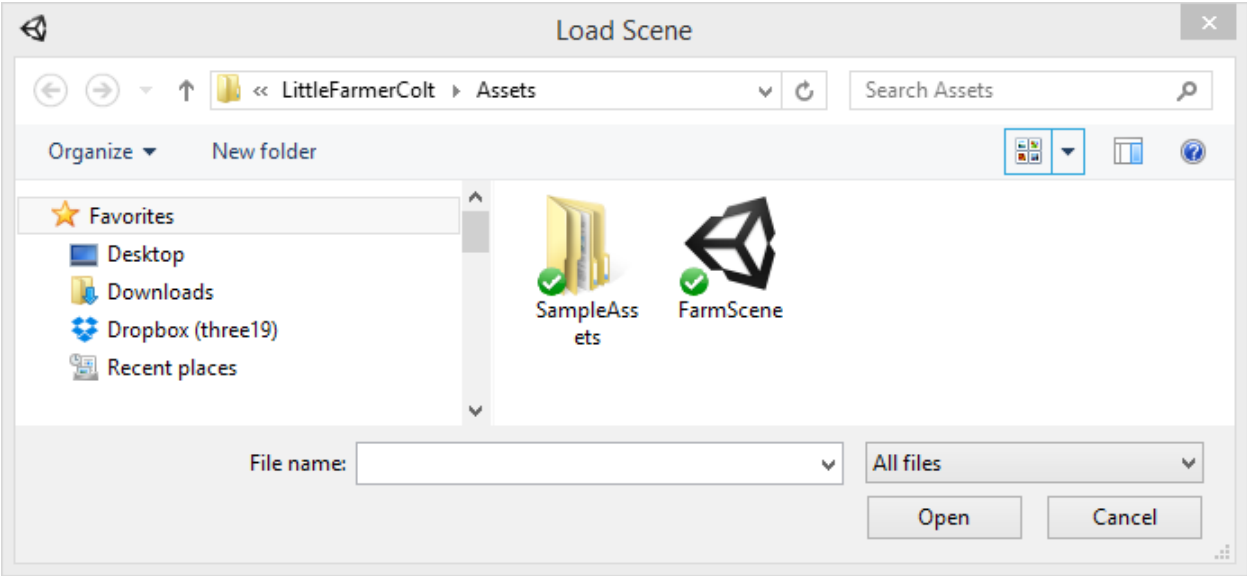 Load Scene
« LittleFarmerColt Assets
Search Assets
Organize
New folder
Favorites
Desktop
Downloads
Dropbox (three19)
Recent places
SampleAss
ets
FarmScene
File name:
All files
Open
Cancel